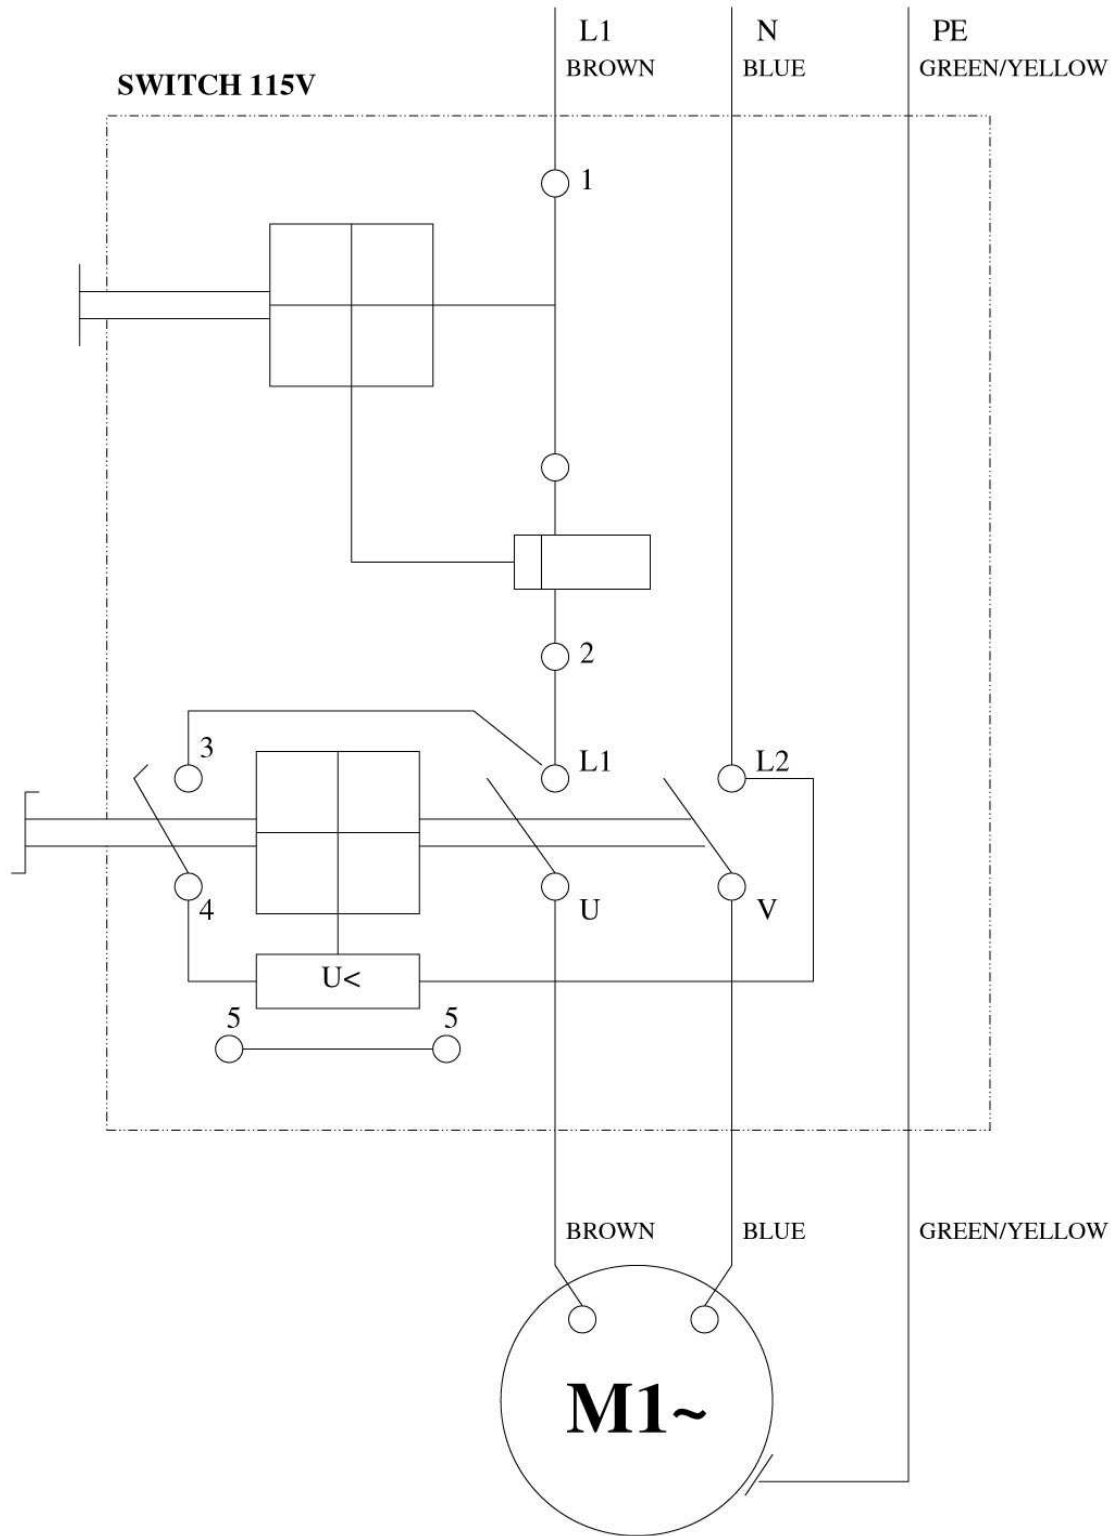 L1
N
PE
BROWN
BLUE
GREEN/YELLOW
SWITCH 115V
1
2
3
L1
L2
4
U
V
U<
5
5
BROWN
BLUE
GREEN/YELLOW
M1~